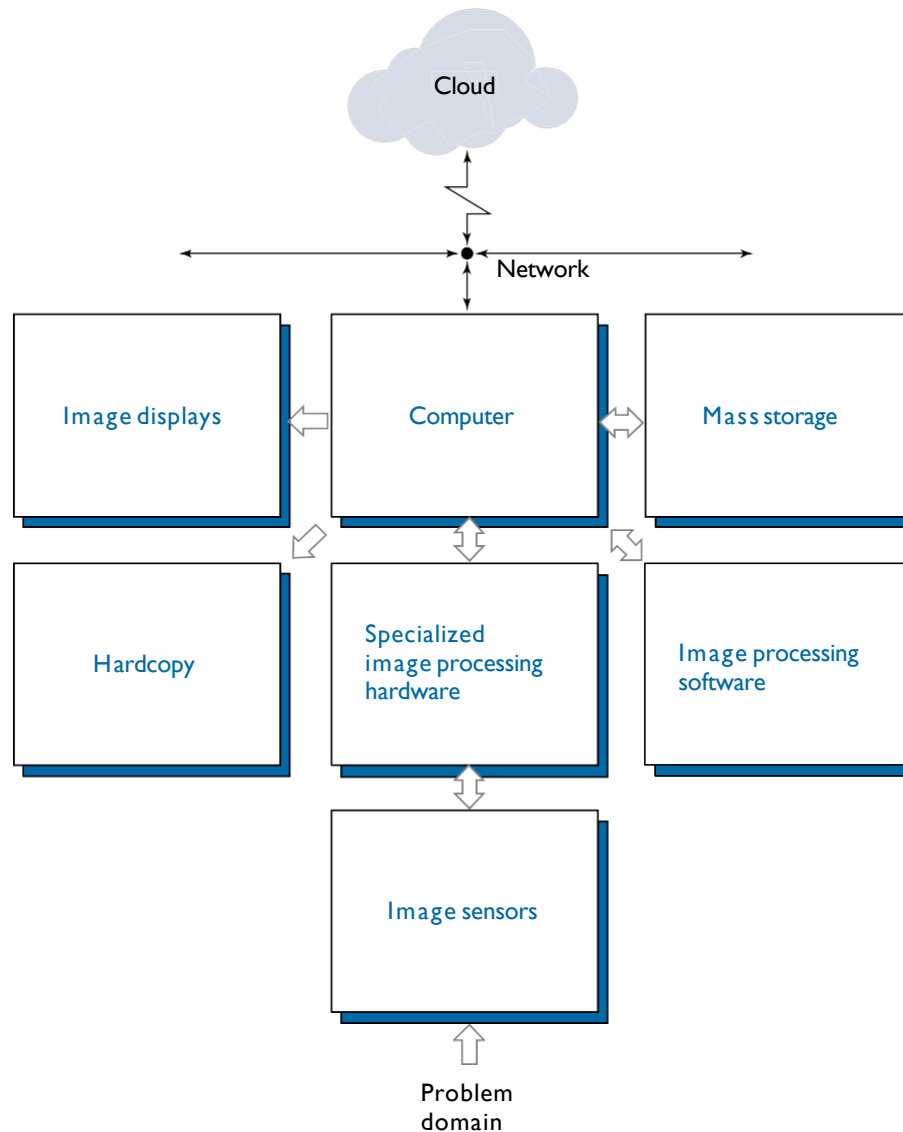 Cloud
Network
Image displays
Computer
Mass storage
Hardcopy
Specialized
image processing
hardware
Image processing
software
Image sensors
Problem
domain